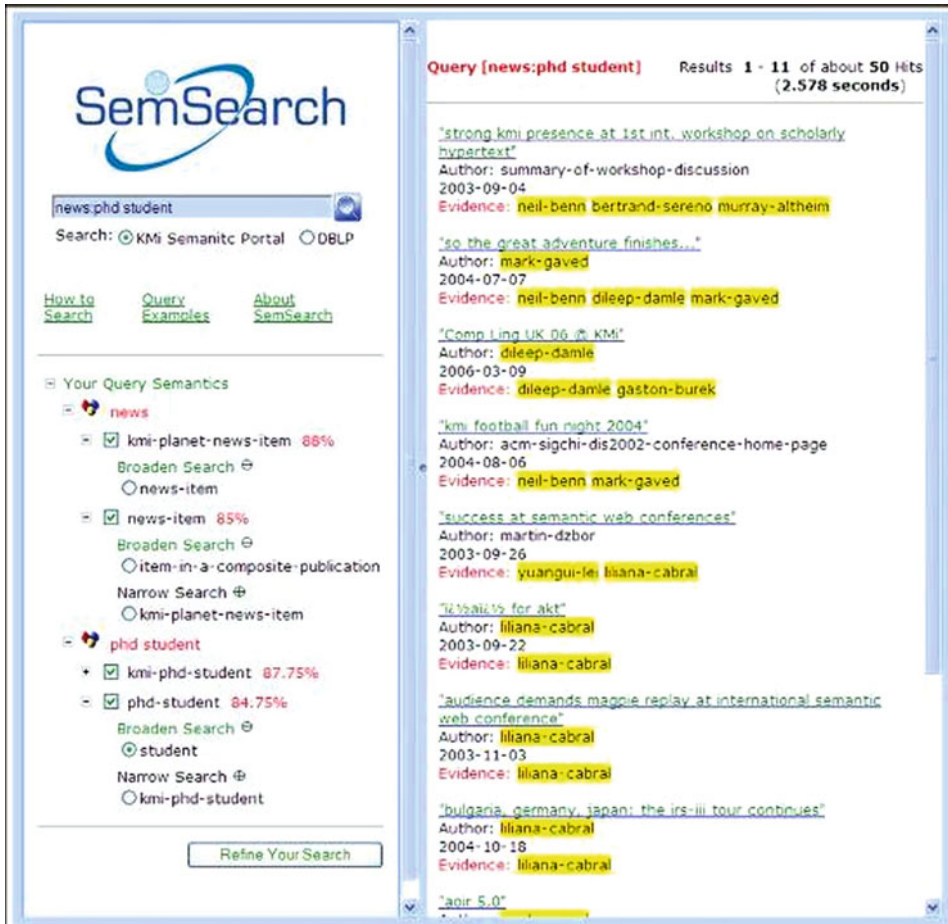 SemSearch
news:phd student
Search: KMi Semanitc Portal DBLP
How to Search
Query Examples
About SemSearch
Your Query Semantics
news
kmi-planet-news-item 88%
Broaden Search
news-item
news-item 85%
Broaden Search
item-in-a-composite-publication
Narrow Search
kmi-planet-news-item
phd student
kmi-phd-student 87.75%
phd-student 84.75%
Broaden Search
student
Narrow Search
kmi-phd-student
Refine Your Search
Query [news:phd student] Results 1 - 11 of about 50 Hits
(2.578 seconds)
"strong kmi presence at 1st int. workshop on scholarly
hypertext"
Author: summary-of-workshop-discussion
2003-09-04
Evidence: neil-benn bertrand-sereno murray-altheim
"so the great adventure finishes..."
Author: mark-gaved
2004-07-07
Evidence: neil-benn dileep-damle mark-gaved
"Comp Ling UK 06 @ KMi"
Author: dileep-damle
2006-03-09
Evidence: dileep-damle gaston-burek
"kmi football fun night 2004"
Author: acm-sigchi-dis2002-conference-home-page
2004-08-06
Evidence: neil-benn mark-gaved
"success at semantic web conferences"
Author: martin-dzbor
2003-09-26
Evidence: yuangui-lei liliana-cabral
"ï¿½aï¿½ for akt"
Author: liliana-cabral
2003-09-22
Evidence: liliana-cabral
"audience demands magpie replay at international semantic
web conference"
Author: liliana-cabral
2003-11-03
Evidence: liliana-cabral
"bulgaria, germany, japan: the irs-iii tour continues"
Author: liliana-cabral
2004-10-18
Evidence: liliana-cabral
"aoir 5.0"